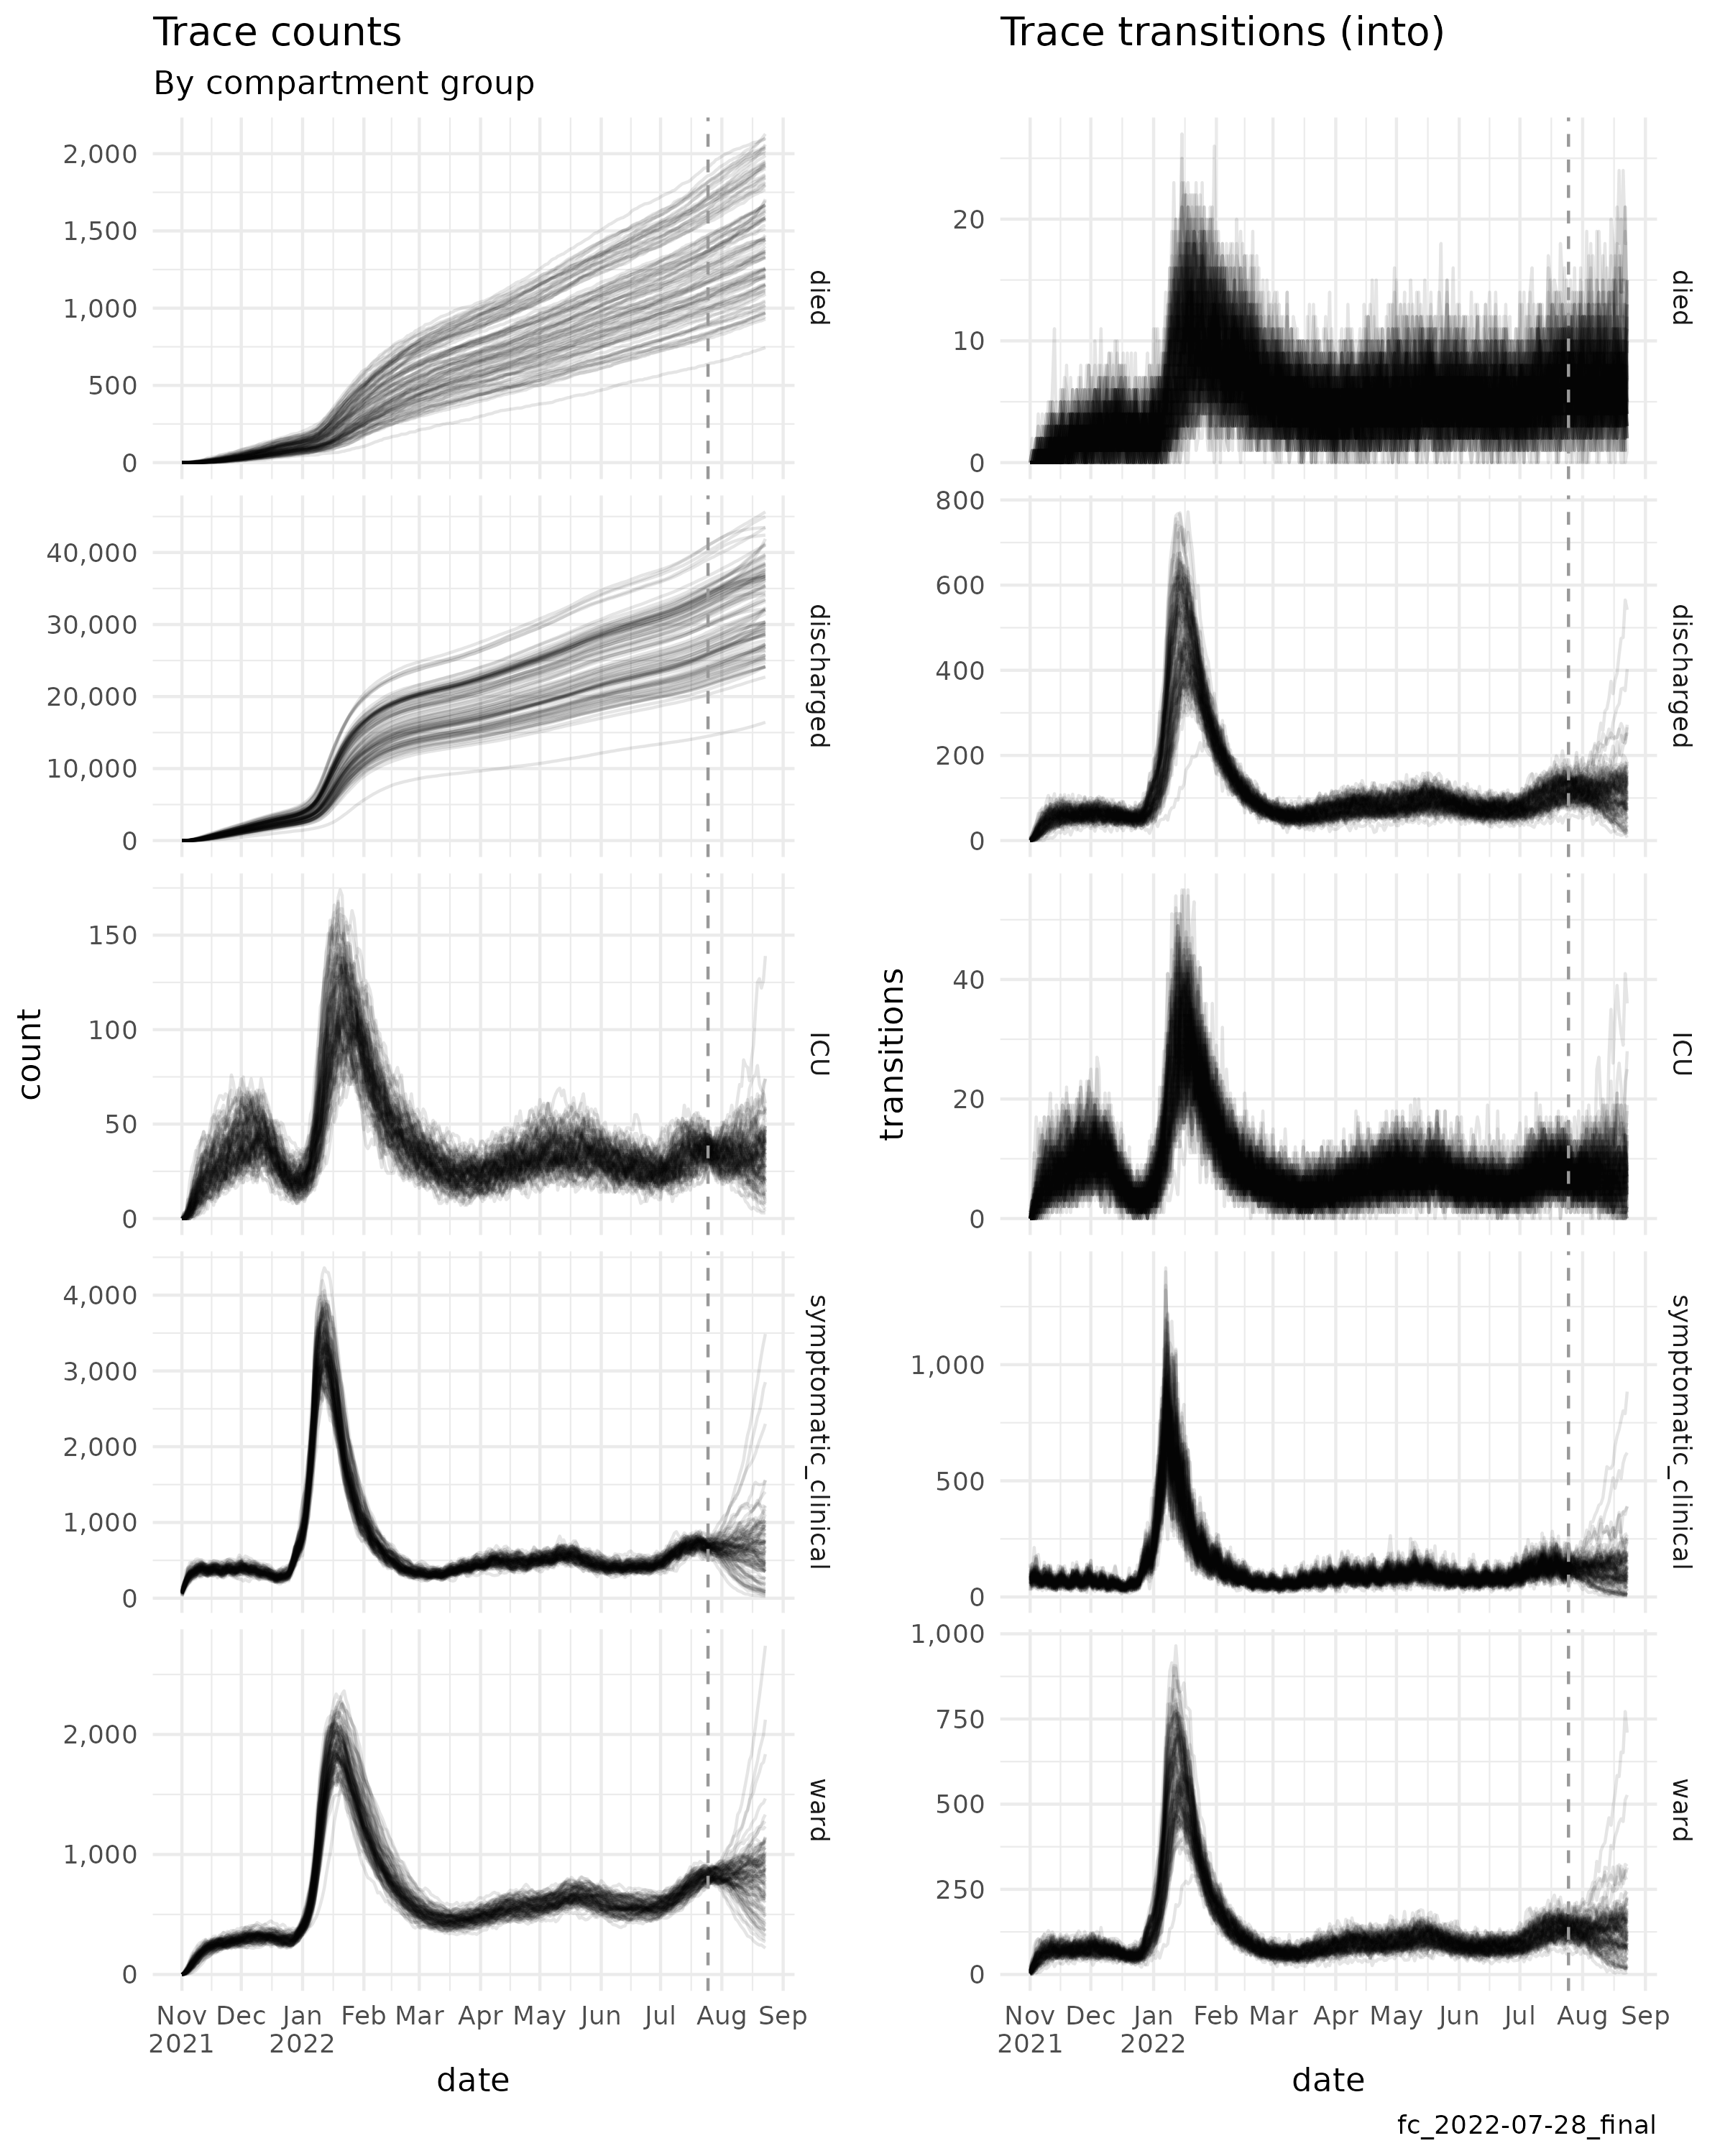 Trace counts
By compartment group
2,000
1,500
1,000
500
0
died
40,000
30,000
20,000
10,000
0
discharged
150
100
50
0
ICU
4,000
3,000
2,000
1,000
0
symptomatic_clinical
2,000
1,000
0
ward
count
Nov Dec Jan Feb Mar Apr May Jun Jul Aug Sep
2021 2022
date
Trace transitions (into)
20
10
0
died
800
600
400
200
0
discharged
40
20
0
ICU
1,000
500
0
symptomatic_clinical
1,000
750
500
250
0
ward
transitions
Nov Dec Jan Feb Mar Apr May Jun Jul Aug Sep
2021 2022
date
fc_2022-07-28_final